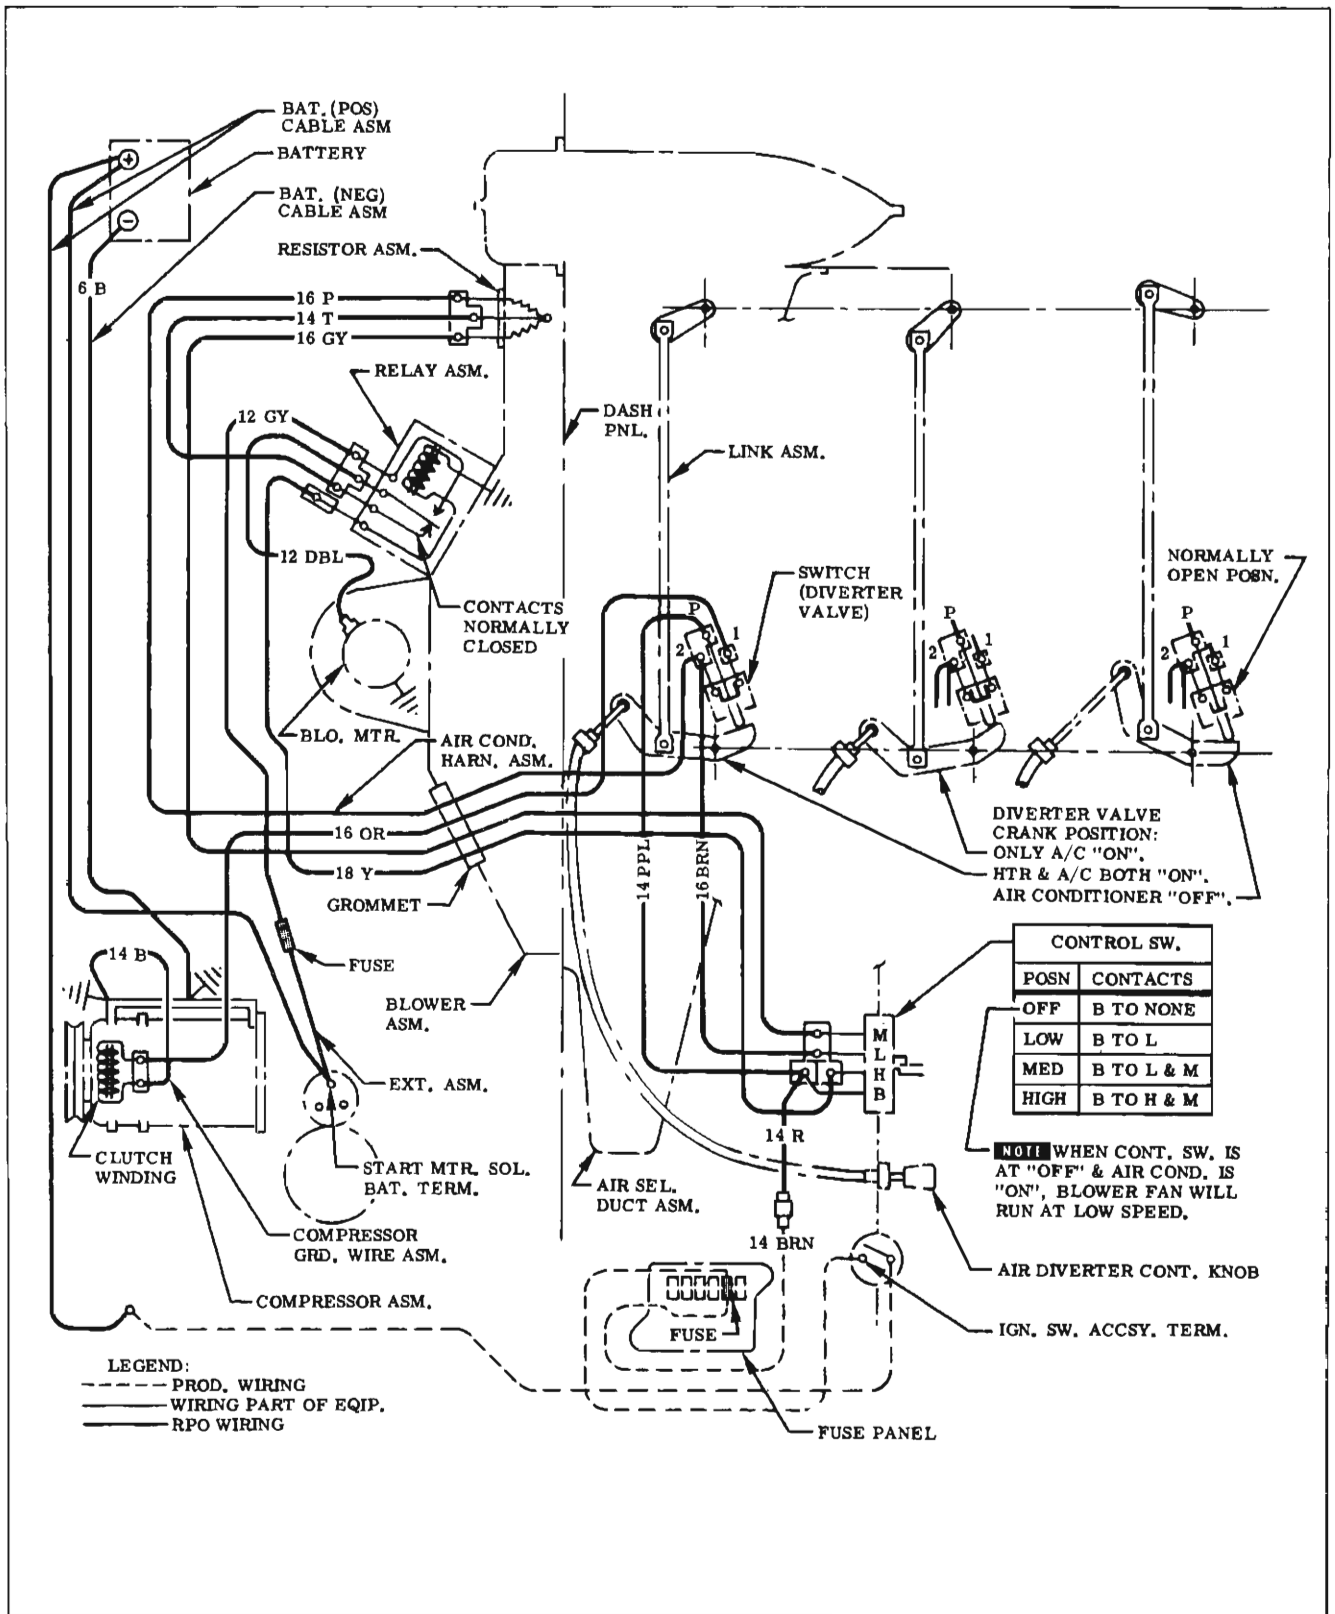 BAT. (POS)
CABLE ASM
BATTERY
BAT. (NEG)
CABLE ASM
RESISTOR ASM.
+
−
6 B
16 P
14 T
16 GY
RELAY ASM.
12 GY
DASH
PNL.
LINK ASM.
12 DBL
CONTACTS
NORMALLY
CLOSED
SWITCH
(DIVERTER
VALVE)
NORMALLY
OPEN POSN.
P
1
2
P
1
2
P
1
2
BLO. MTR.
AIR COND.
HARN. ASM.
16 OR
18 Y
GROMMET
14 PPL
16 BRN
DIVERTER VALVE
CRANK POSITION:
ONLY A/C "ON".
HTR & A/C BOTH "ON".
AIR CONDITIONER "OFF".
14 B
FUSE
BLOWER
ASM.
EXT. ASM.
CONTROL SW.
POSN CONTACTS
OFF B TO NONE
LOW B TO L
MED B TO L & M
HIGH B TO H & M
M
L
H
B
14 R
NOTE WHEN CONT. SW. IS
AT "OFF" & AIR COND. IS
"ON", BLOWER FAN WILL
RUN AT LOW SPEED.
CLUTCH
WINDING
START MTR. SOL.
BAT. TERM.
AIR SEL.
DUCT ASM.
COMPRESSOR
GRD. WIRE ASM.
14 BRN
AIR DIVERTER CONT. KNOB
COMPRESSOR ASM.
FUSE
IGN. SW. ACCSY. TERM.
LEGEND:
PROD. WIRING
WIRING PART OF EQIP.
RPO WIRING
FUSE PANEL